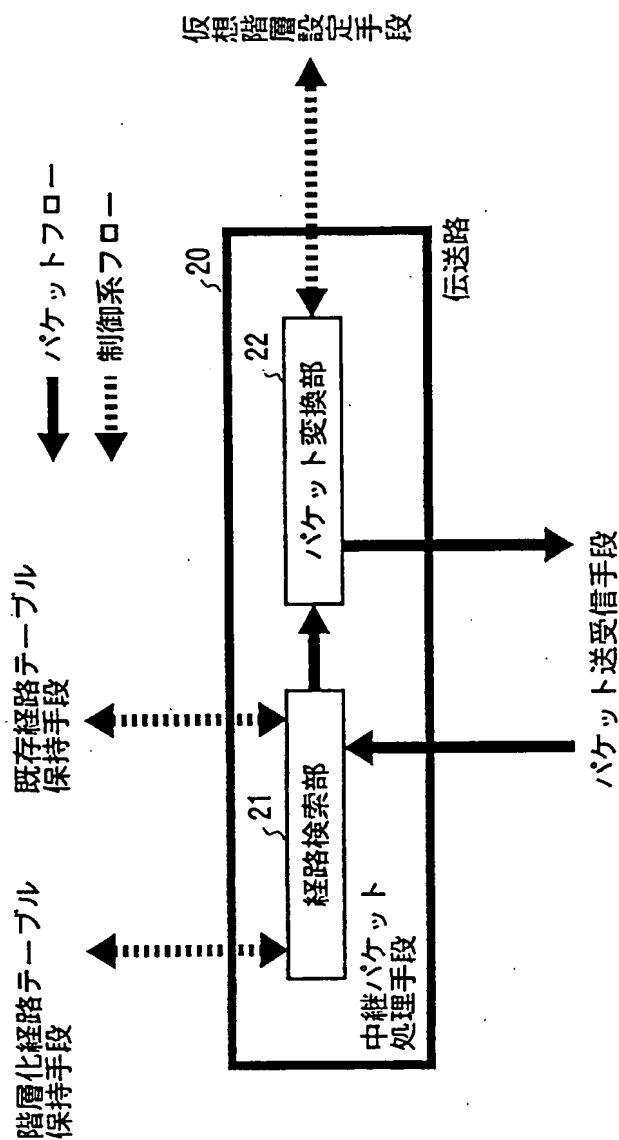 階層化経路テーブル
保持手段
既存経路テーブル
保持手段
パケットフロー
制御系フロー
仮想階層設定手段
20
21
経路検索部
22
パケット変換部
中継パケット
処理手段
伝送路
パケット送受信手段